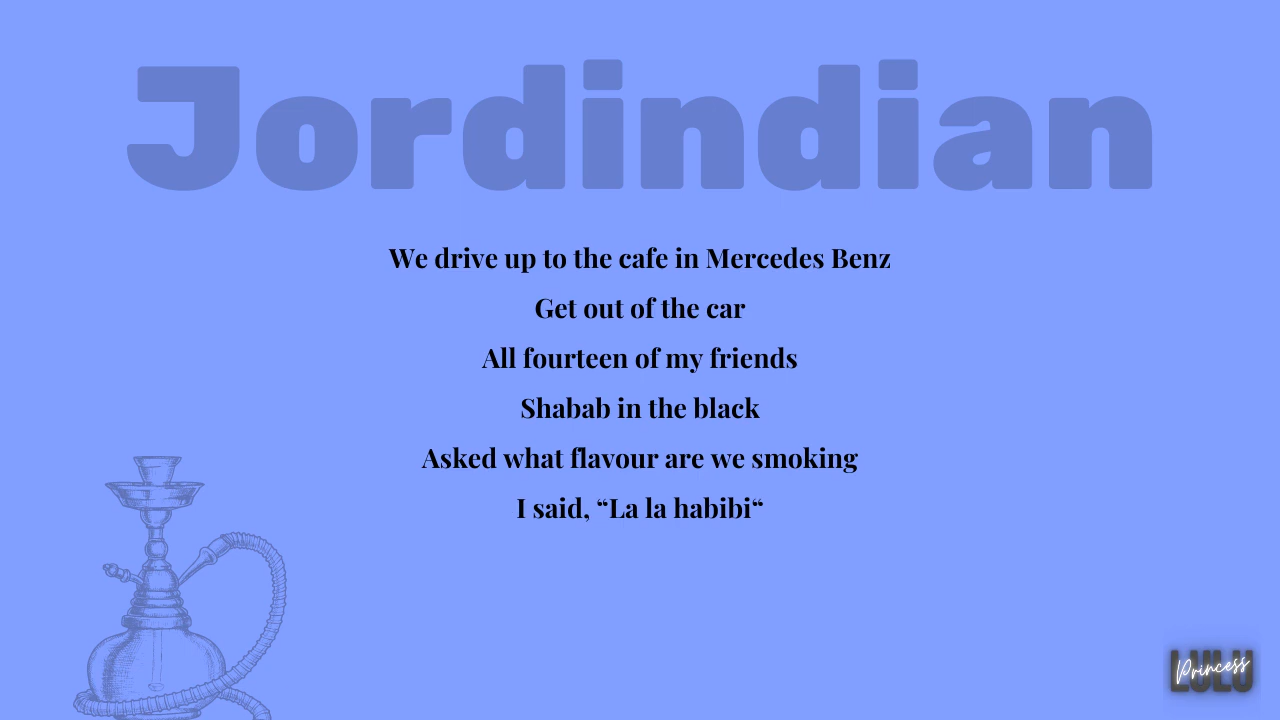 Jordindian
We drive up to the cafe in Mercedes Benz
Get out of the car
All fourteen of my friends
Shabab in the black
Asked what flavour are we smoking
I said, “La la habibi“
LULU
Princess